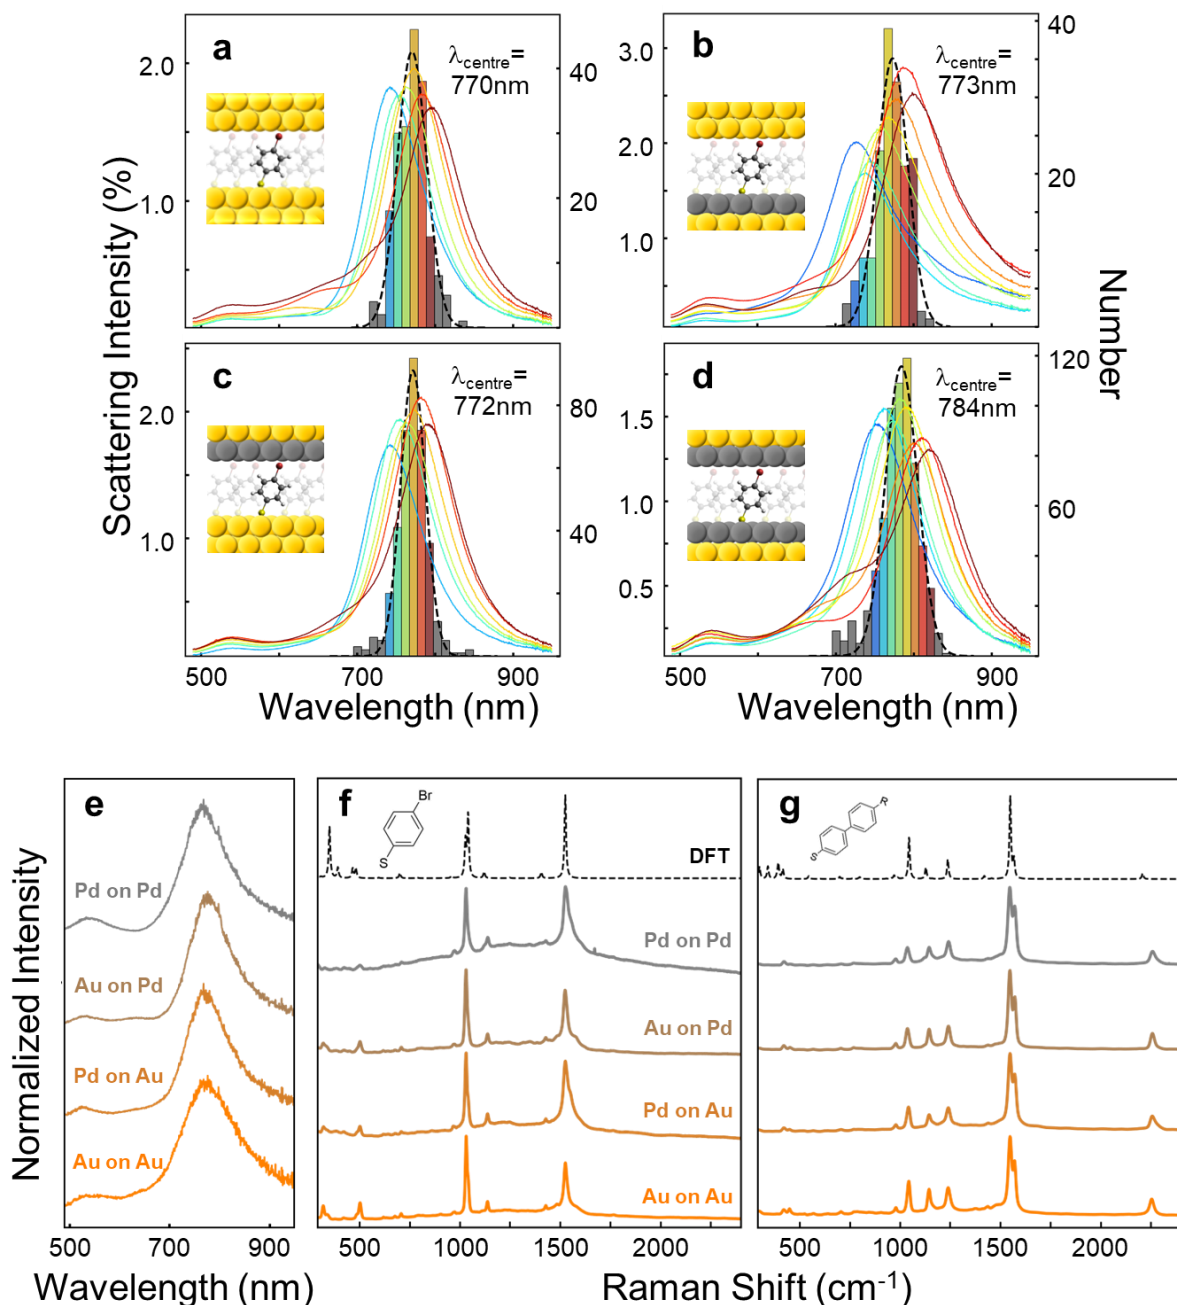 a
λcentre=
770nm
b
λcentre=
773nm
2.0
1.0
40
20
3.0
2.0
1.0
40
20
c
λcentre=
772nm
d
λcentre=
784nm
2.0
1.0
80
40
1.5
1.0
0.5
120
60
Scattering Intensity (%)
Number
500 700 900
500 700 900
Wavelength (nm)
Wavelength (nm)
e
Pd on Pd
Au on Pd
Pd on Au
Au on Au
f
Br
S
DFT
Pd on Pd
Au on Pd
Pd on Au
Au on Au
g
R
S
Normalized Intensity
500 700 900
500 1000 1500 2000
500 1000 1500 2000
Wavelength (nm)
Raman Shift (cm⁻¹)